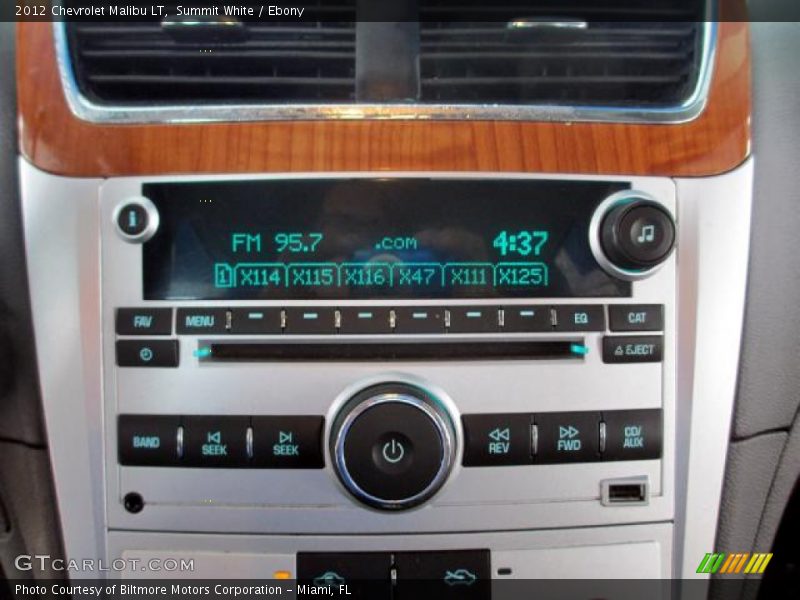 2012 Chevrolet Malibu LT, Summit White / Ebony
FM 95.7 .com 4:37
1 X114 X115 X116 X47 X111 X125
FAV MENU EQ CAT
EJECT
BAND SEEK SEEK REV FWD CD/AUX
GTCARLOT.COM
Photo Courtesy of Biltmore Motors Corporation - Miami, FL